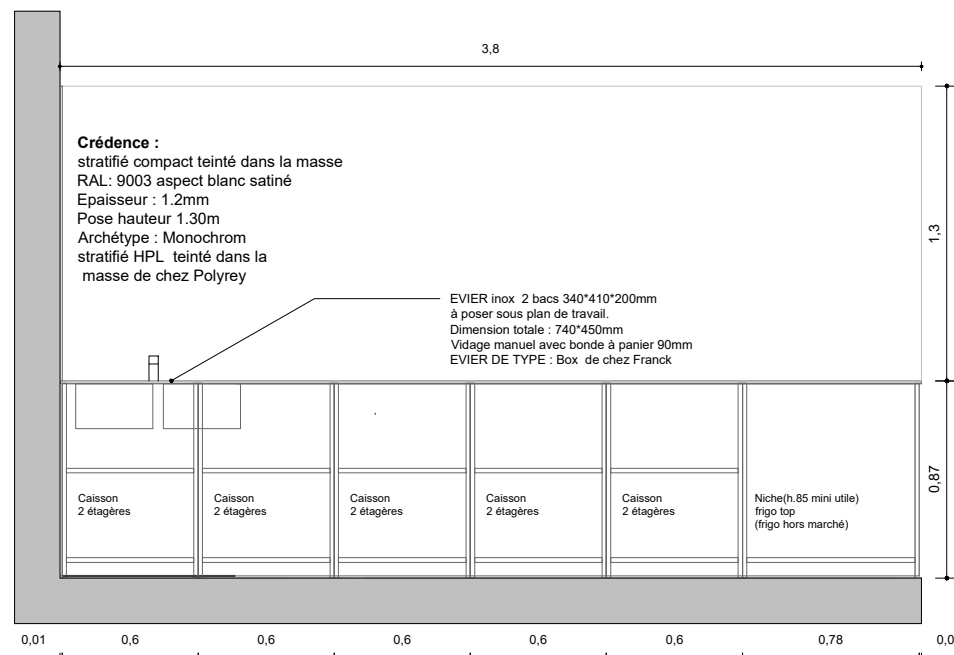 3,8
Crédence :
stratifié compact teinté dans la masse
RAL: 9003 aspect blanc satiné
Epaisseur : 1.2mm
Pose hauteur 1.30m
Archétype : Monochrom
stratifié HPL teinté dans la
masse de chez Polyrey
1,3
EVIER inox 2 bacs 340*410*200mm
à poser sous plan de travail.
Dimension totale : 740*450mm
Vidage manuel avec bonde à panier 90mm
EVIER DE TYPE : Box de chez Franck
0,87
Caisson
2 étagères
Caisson
2 étagères
Caisson
2 étagères
Caisson
2 étagères
Caisson
2 étagères
Niche(h.85 mini utile)
frigo top
(frigo hors marché)
0,01 0,6 0,6 0,6 0,6 0,6 0,78 0,0